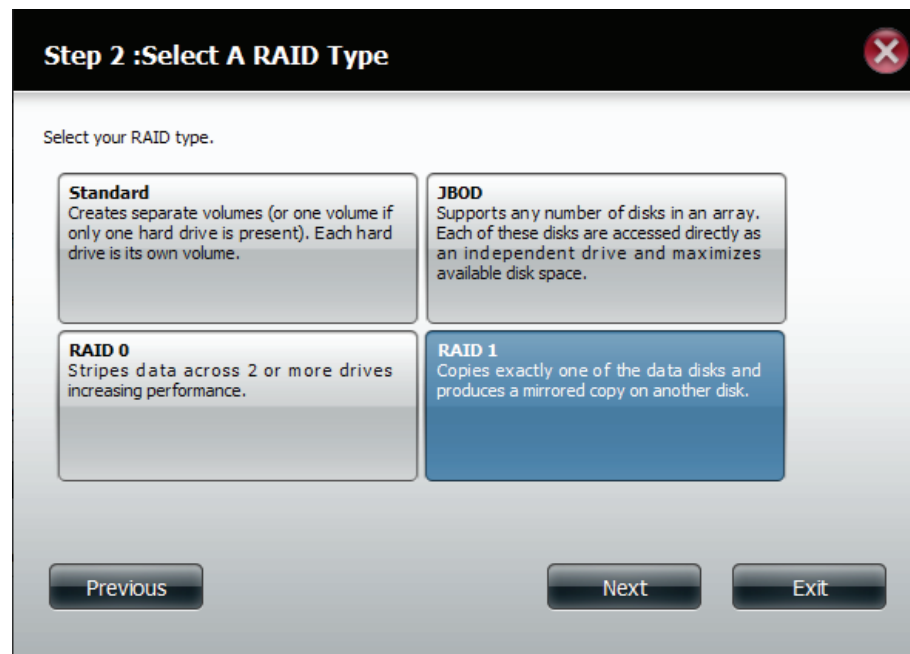 Step 2 :Select A RAID Type
Select your RAID type.
Standard
Creates separate volumes (or one volume if
only one hard drive is present). Each hard
drive is its own volume.
JBOD
Supports any number of disks in an array.
Each of these disks are accessed directly as
an independent drive and maximizes
available disk space.
RAID 0
Stripes data across 2 or more drives
increasing performance.
RAID 1
Copies exactly one of the data disks and
produces a mirrored copy on another disk.
Previous
Next
Exit